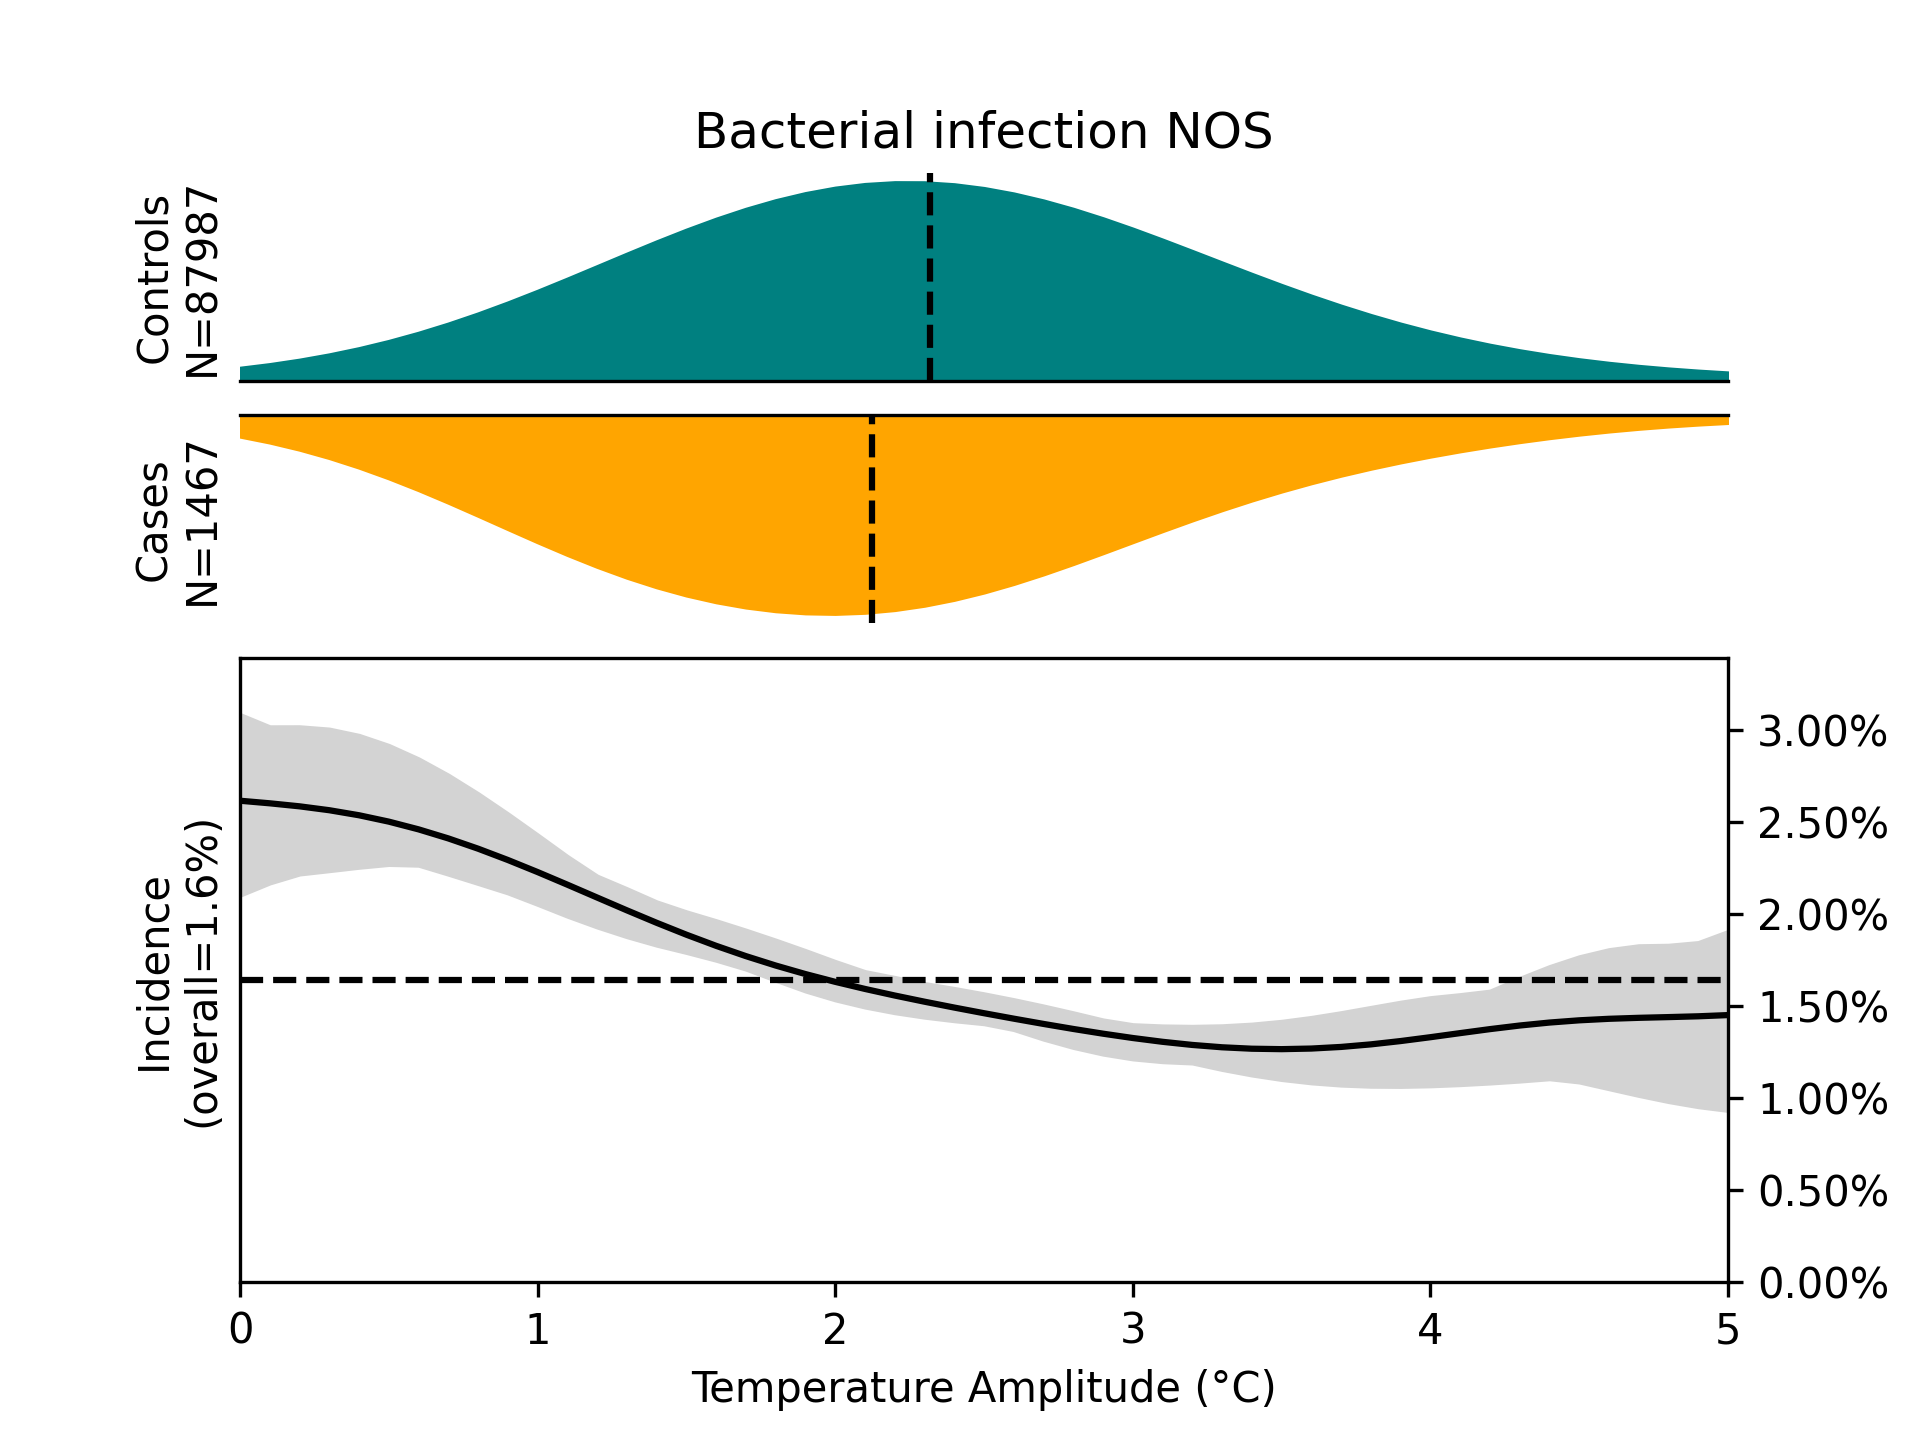 Bacterial infection NOS
Controls
N=87987
Cases
N=1467
Incidence
(overall=1.6%)
3.00%
2.50%
2.00%
1.50%
1.00%
0.50%
0.00%
0 1 2 3 4 5
Temperature Amplitude (°C)